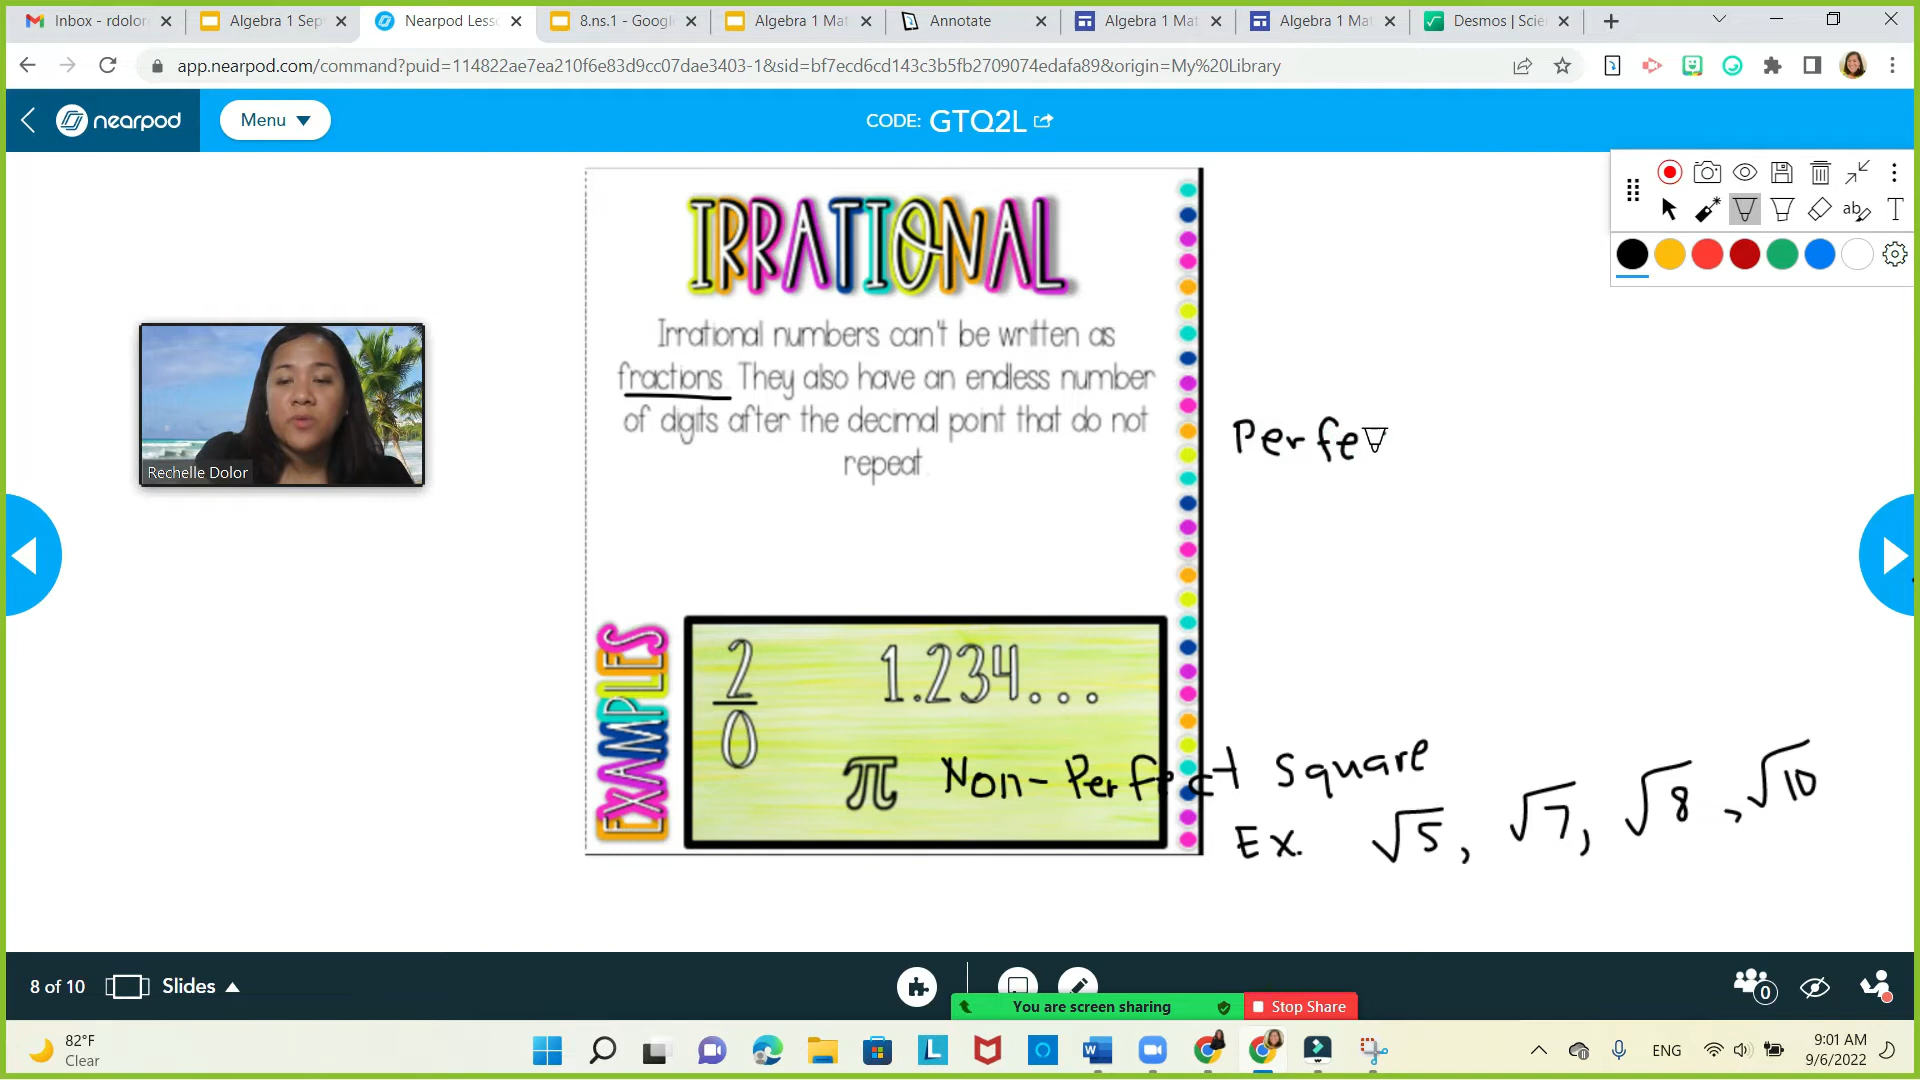 Inbox - rdolor
Algebra 1 Sep
Nearpod Less
8.ns.1 - Googl
Algebra 1 Mat
Annotate
Algebra 1 Ma
Algebra 1 Ma
Desmos | Scie
app.nearpod.com/command?puid=114822ae7ea210f6e83d9cc07dae3403-1&sid=bf7ecd6cd143c3b5fb2709074edafa89&origin=My%20Library
nearpod
Menu
CODE: GTQ2L
IRRATIONAL
Irrational numbers can't be written as
fractions. They also have an endless number
of digits after the decimal point that do not
repeat.
Perfe
Rechelle Dolor
EXAMPLES
2/0
1.234...
π
Non-Perfect Square
Ex. √5, √7, √8, √10
8 of 10
Slides
0
You are screen sharing
Stop Share
82°F
Clear
ENG
9:01 AM
9/6/2022